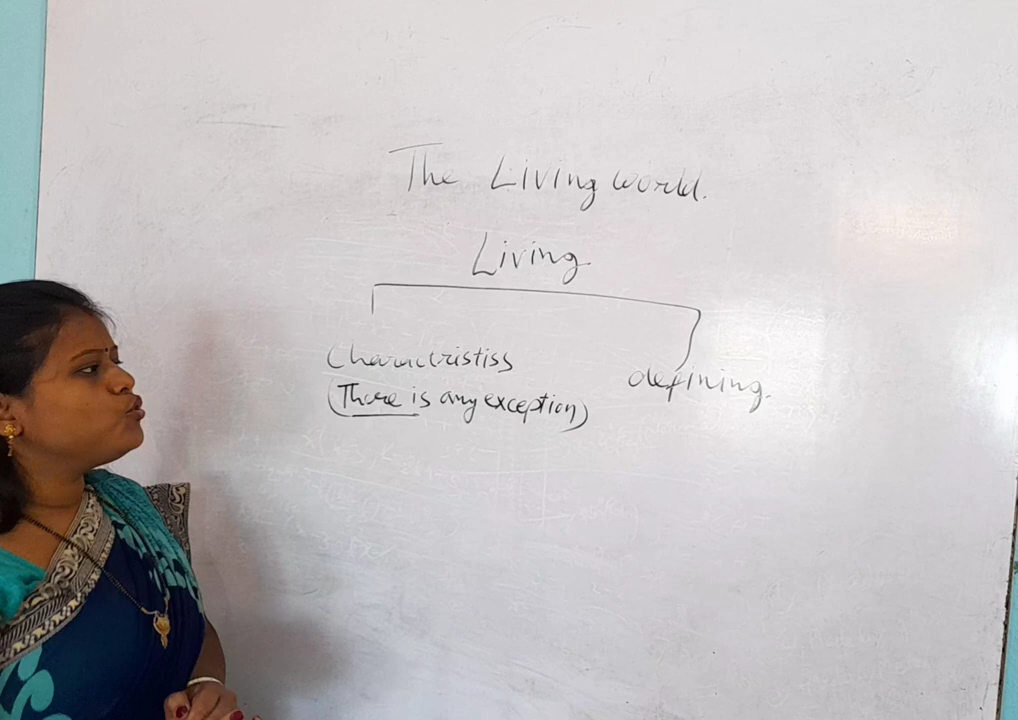 The Living world.
Living
Characteristiss
(There is any exception)
defining.